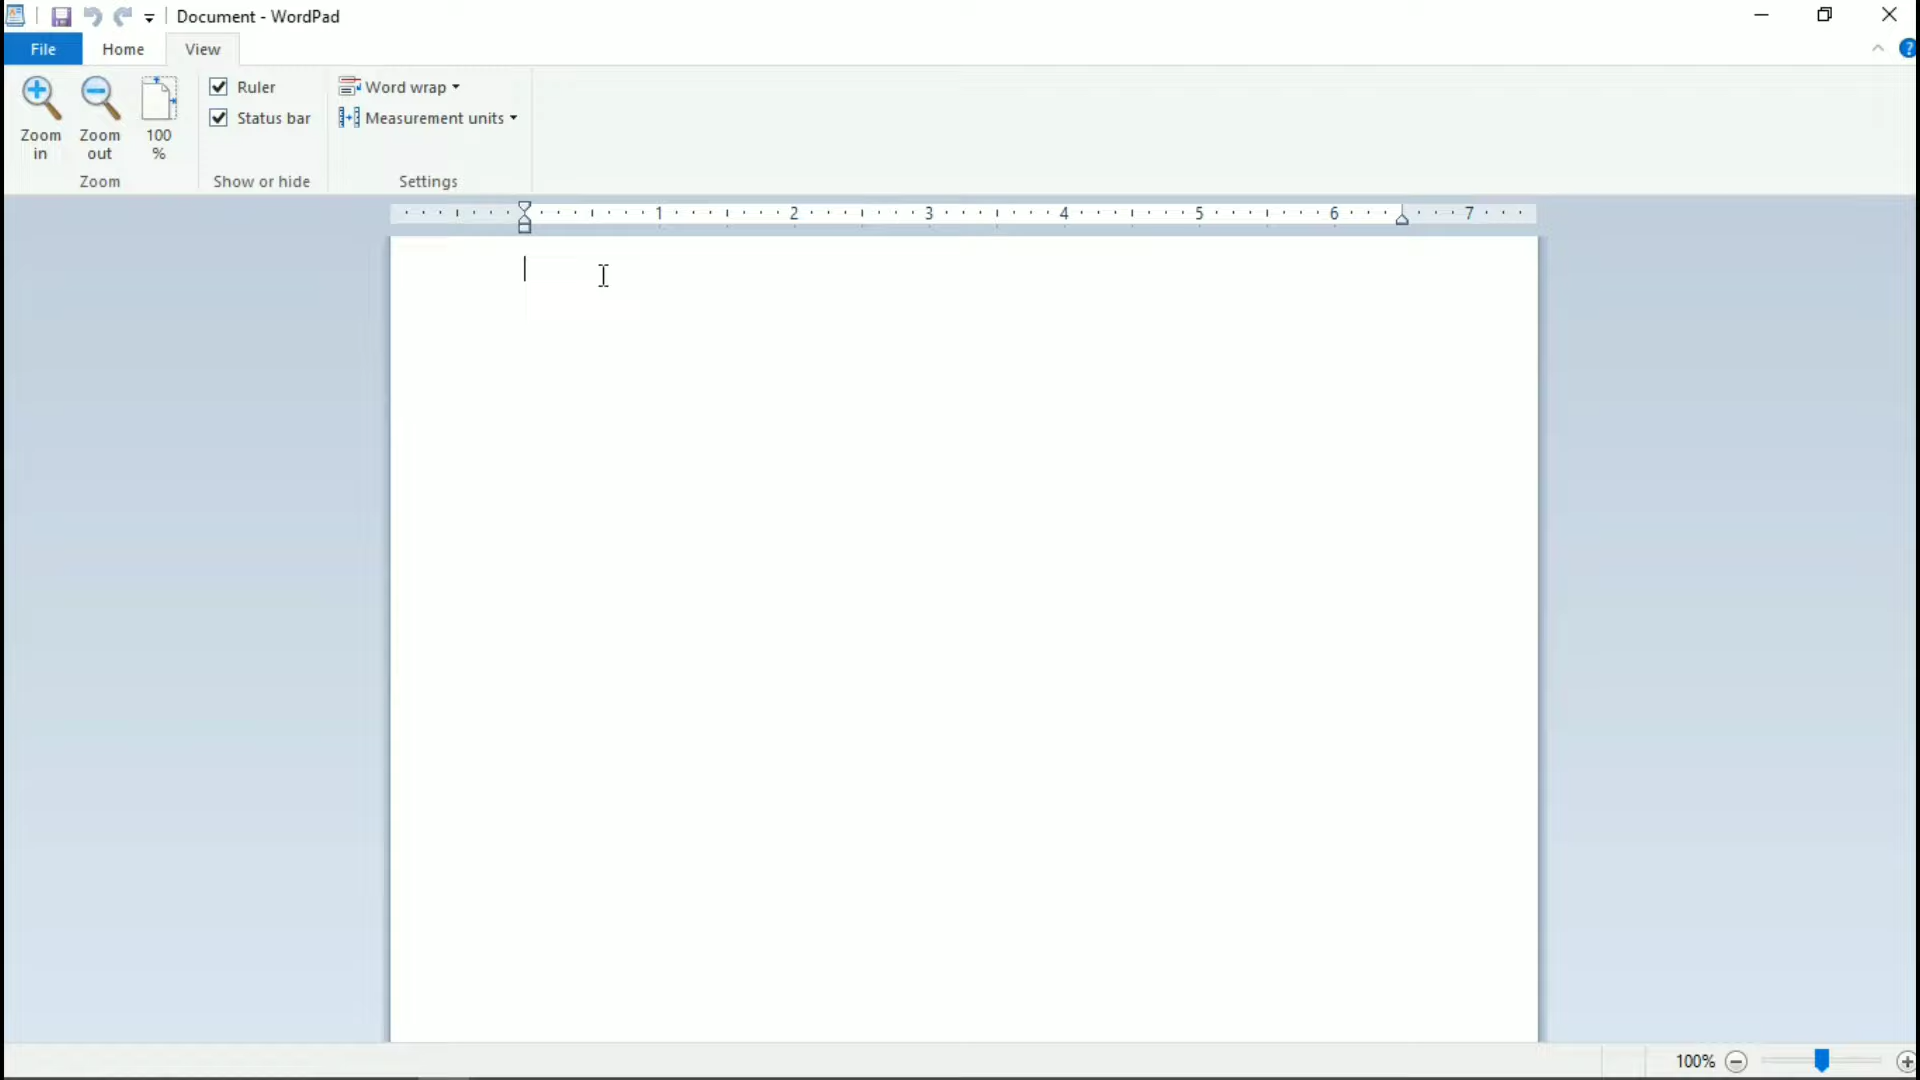 Document - WordPad
File Home View
Zoom in
Zoom out
100 %
Zoom
Ruler
Status bar
Show or hide
Word wrap
Measurement units
Settings
1 2 3 4 5 6 7
100%